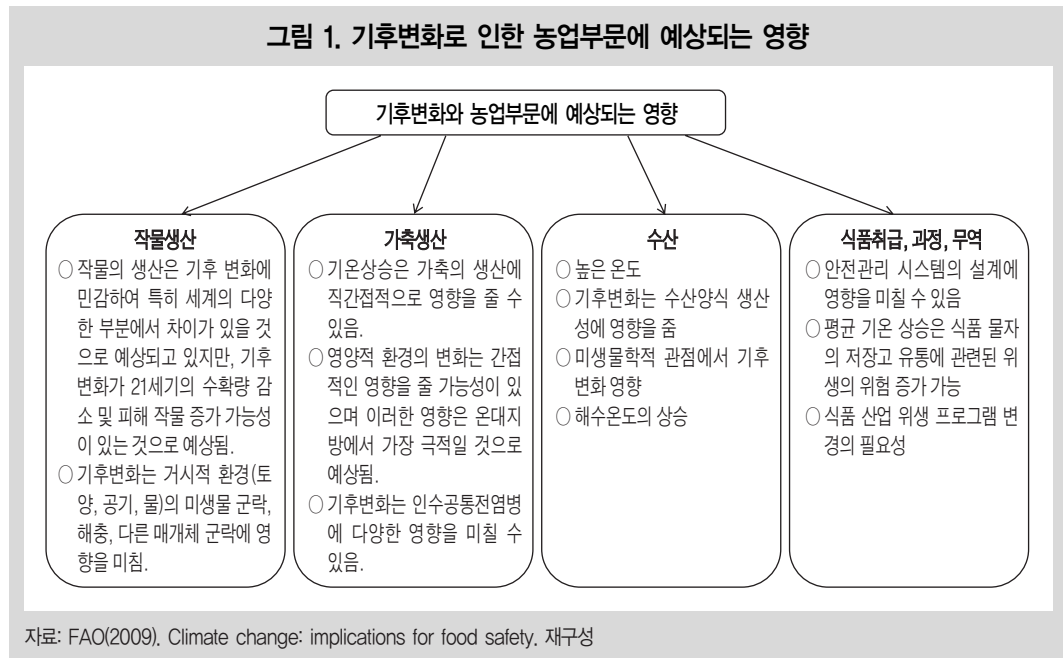 그림 1. 기후변화로 인한 농업부문에 예상되는 영향
기후변화와 농업부문에 예상되는 영향
작물생산
○ 작물의 생산은 기후 변화에
민감하여 특히 세계의 다양
한 부분에서 차이가 있을 것
으로 예상되고 있지만, 기후
변화가 21세기의 수확량 감
소 및 피해 작물 증가 가능성
이 있는 것으로 예상됨.
○ 기후변화는 거시적 환경(토
양, 공기, 물)의 미생물 군락,
해충, 다른 매개체 군락에 영
향을 미침.
가축생산
○ 기온상승은 가축의 생산에
직간접적으로 영향을 줄 수
있음.
○ 영양적 환경의 변화는 간접
적인 영향을 줄 가능성이 있
으며 이러한 영향은 온대지
방에서 가장 극적일 것으로
예상됨.
○ 기후변화는 인수공통전염병
에 다양한 영향을 미칠 수
있음.
수산
○ 높은 온도
○ 기후변화는 수산양식 생산
성에 영향을 줌
○ 미생물학적 관점에서 기후
변화 영향
○ 해수온도의 상승
식품취급, 과정, 무역
○ 안전관리 시스템의 설계에
영향을 미칠 수 있음
○ 평균 기온 상승은 식품 물자
의 저장고 유통에 관련된 위
생의 위험 증가 가능
○ 식품 산업 위생 프로그램 변
경의 필요성
자료: FAO(2009). Climate change: implications for food safety. 재구성